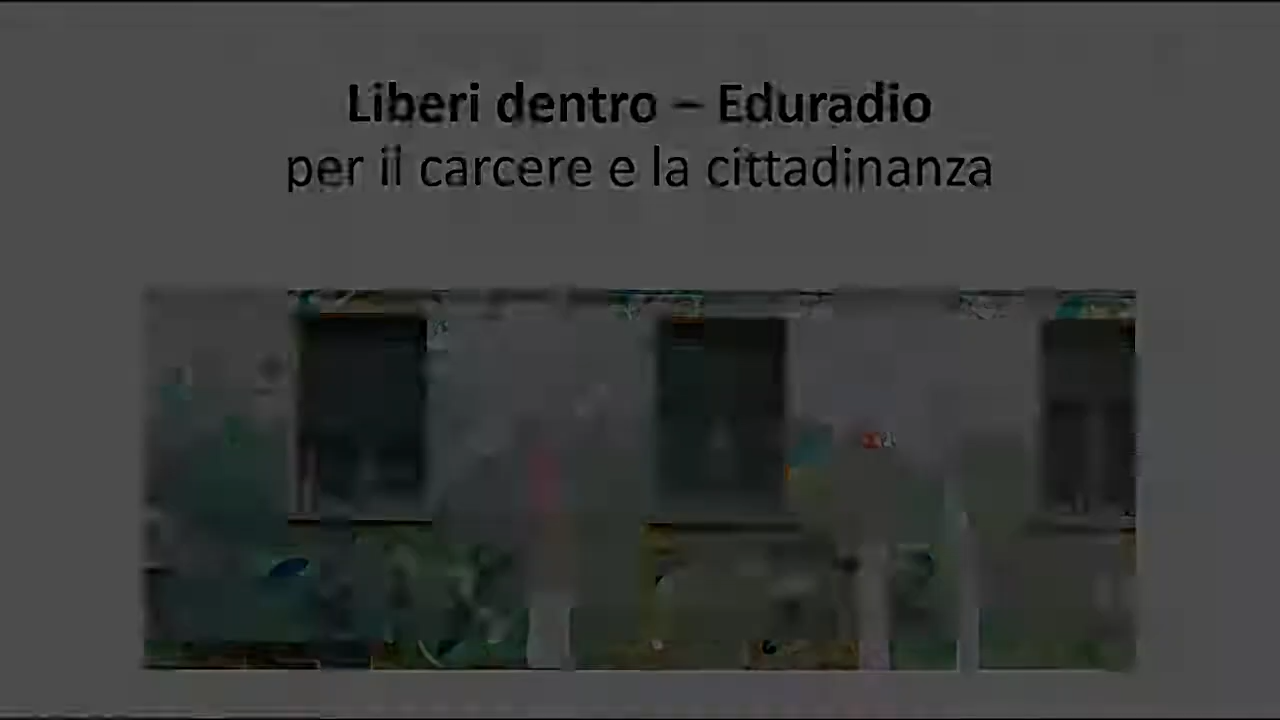 Liberi dentro – Eduradio
per il carcere e la cittadinanza